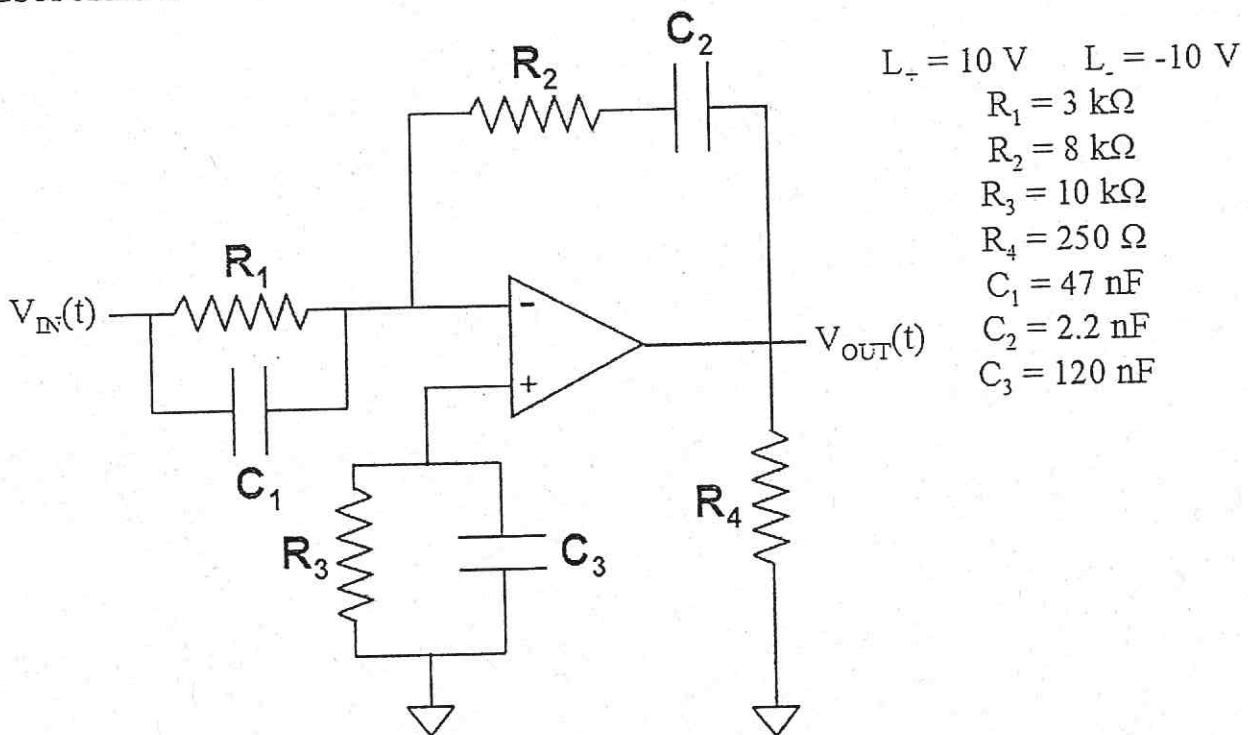 C₂
R₂
L₊ = 10 V L₋ = -10 V
R₁ = 3 kΩ
R₂ = 8 kΩ
R₃ = 10 kΩ
R₄ = 250 Ω
C₁ = 47 nF
C₂ = 2.2 nF
C₃ = 120 nF
R₁
V_IN(t)
-
+
V_OUT(t)
C₁
R₃
C₃
R₄